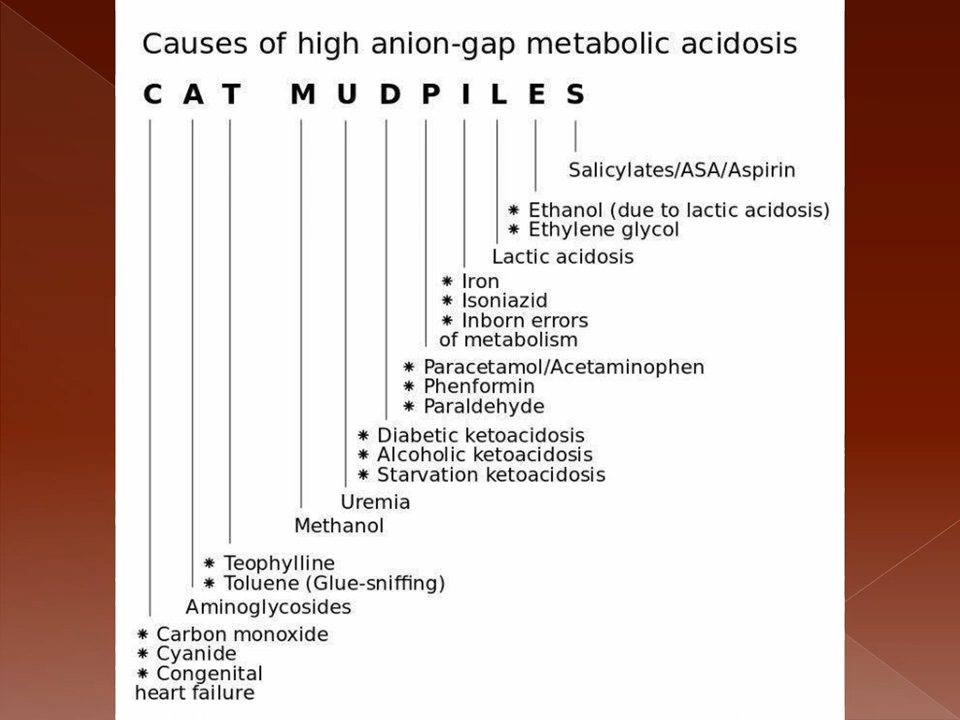 Causes of high anion-gap metabolic acidosis
C A T M U D P I L E S
Salicylates/ASA/Aspirin
* Ethanol (due to lactic acidosis)
* Ethylene glycol
Lactic acidosis
* Iron
* Isoniazid
* Inborn errors
of metabolism
* Paracetamol/Acetaminophen
* Phenformin
* Paraldehyde
* Diabetic ketoacidosis
* Alcoholic ketoacidosis
* Starvation ketoacidosis
Uremia
Methanol
* Teophylline
* Toluene (Glue-sniffing)
Aminoglycosides
* Carbon monoxide
* Cyanide
* Congenital
heart failure